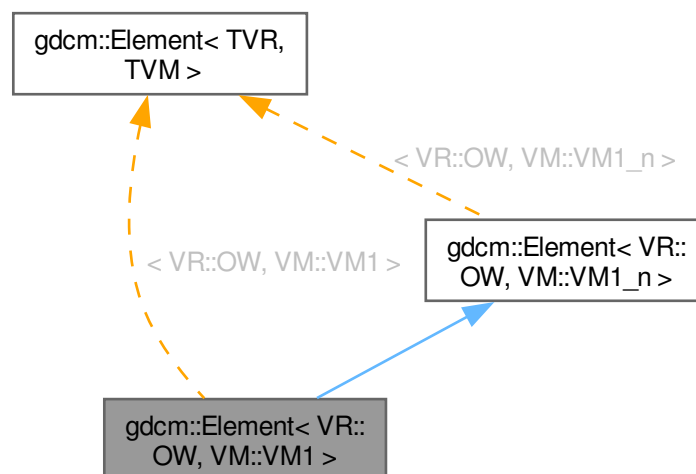 gdcm::Element< TVR,
TVM >
< VR::OW, VM::VM1_n >
< VR::OW, VM::VM1 >
gdcm::Element< VR::
OW, VM::VM1_n >
gdcm::Element< VR::
OW, VM::VM1 >